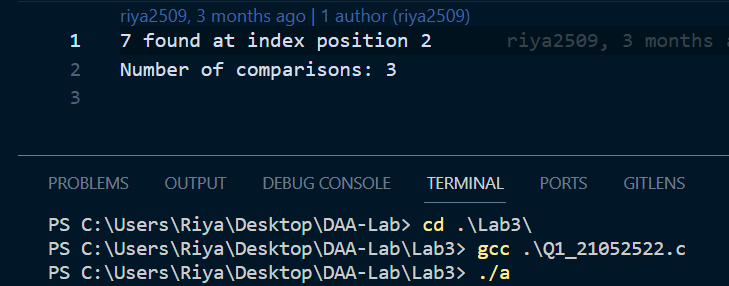 riya2509, 3 months ago | 1 author (riya2509)
1 7 found at index position 2 riya2509, 3 months a
2 Number of comparisons: 3
3
PROBLEMS OUTPUT DEBUG CONSOLE TERMINAL PORTS GITLENS
PS C:\Users\Riya\Desktop\DAA-Lab> cd .\Lab3\
PS C:\Users\Riya\Desktop\DAA-Lab\Lab3> gcc .\Q1_21052522.c
PS C:\Users\Riya\Desktop\DAA-Lab\Lab3> ./a